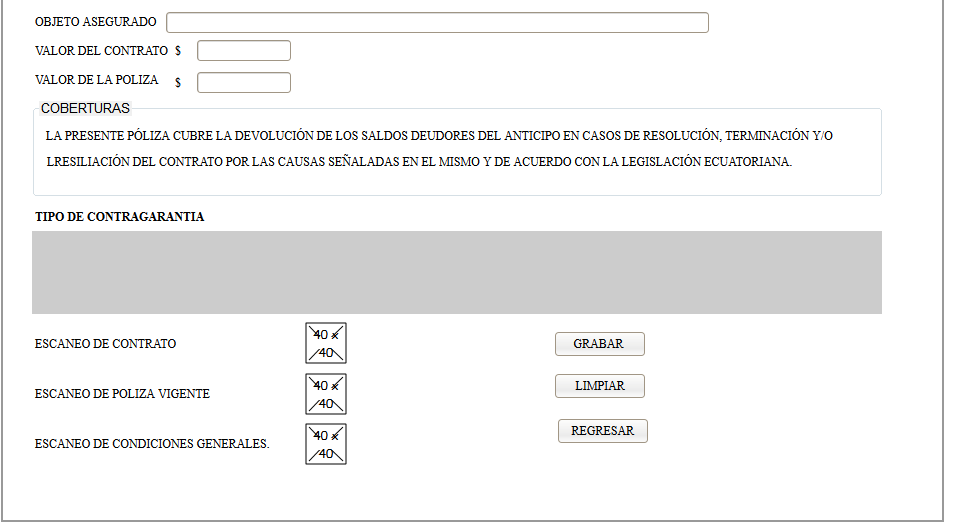 OBJETO ASEGURADO
VALOR DEL CONTRATO $
VALOR DE LA POLIZA $
COBERTURAS
LA PRESENTE PÓLIZA CUBRE LA DEVOLUCIÓN DE LOS SALDOS DEUDORES DEL ANTICIPO EN CASOS DE RESOLUCIÓN, TERMINACIÓN Y/O
LRESILIACIÓN DEL CONTRATO POR LAS CAUSAS SEÑALADAS EN EL MISMO Y DE ACUERDO CON LA LEGISLACIÓN ECUATORIANA.
TIPO DE CONTRAGARANTIA
ESCANEO DE CONTRATO
40 x
40
GRABAR
ESCANEO DE POLIZA VIGENTE
40 x
40
LIMPIAR
ESCANEO DE CONDICIONES GENERALES.
40 x
40
REGRESAR